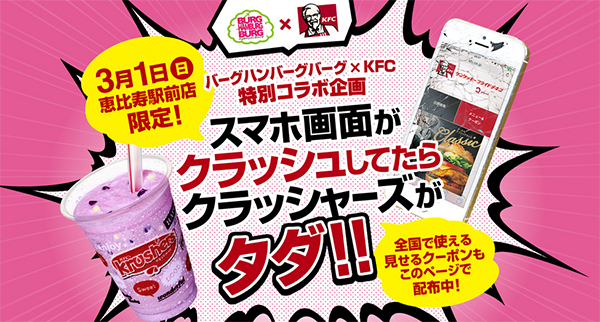 BURG
HAMBURG
BURG
×
KFC
3月1日(日)
恵比寿駅前店
限定！
バーグハンバーグバーグ×KFC
特別コラボ企画
スマホ画面が
クラッシュしてたら
クラッシャーズが
タダ!!
Classic
enjoy
KFC
Krushers
Sweet
全国で使える
見せるクーポンも
このページで
配布中！